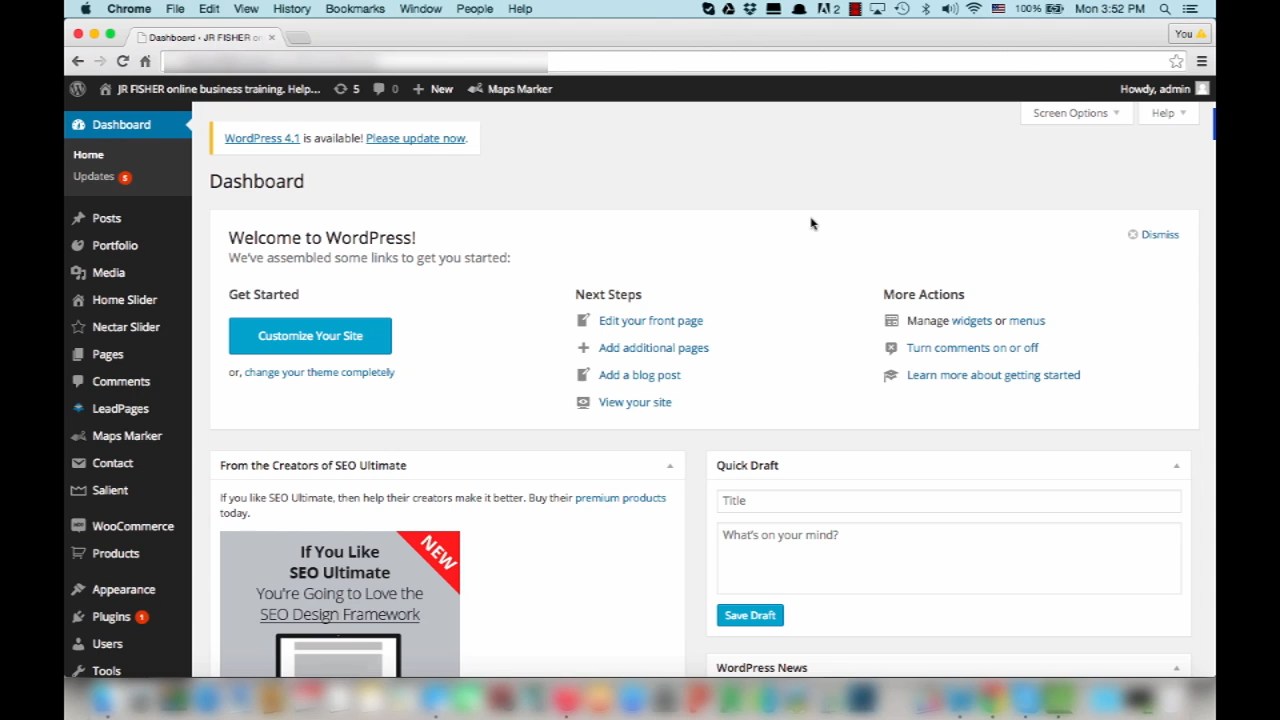 Chrome File Edit View History Bookmarks Window People Help 2 100% Mon 3:52 PM
Dashboard ‹ JR FISHER on You
JR FISHER online business training. Help... 5 0 New Maps Marker Howdy, admin
Screen Options Help
WordPress 4.1 is available! Please update now.
Dashboard
Home
Updates 5
Posts
Portfolio
Media
Home Slider
Nectar Slider
Pages
Comments
LeadPages
Maps Marker
Contact
Salient
WooCommerce
Products
Appearance
Plugins 1
Users
Tools
Dashboard
Welcome to WordPress!
We've assembled some links to get you started:
Dismiss
Get Started
Customize Your Site
or, change your theme completely
Next Steps
Edit your front page
Add additional pages
Add a blog post
View your site
More Actions
Manage widgets or menus
Turn comments on or off
Learn more about getting started
From the Creators of SEO Ultimate
If you like SEO Ultimate, then help their creators make it better. Buy their premium products
today.
NEW
If You Like
SEO Ultimate
You're Going to Love the
SEO Design Framework
Quick Draft
Title
What's on your mind?
Save Draft
WordPress News